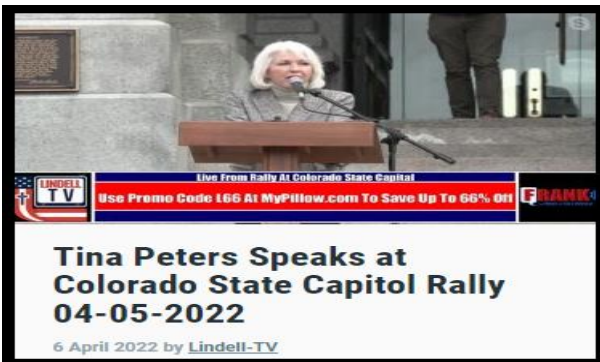 LINDELL
TV
Live From Rally At Colorado State Capital
Use Promo Code L66 At MyPillow.com To Save Up To 66% Off
FRANK
Tina Peters Speaks at
Colorado State Capitol Rally
04-05-2022
6 April 2022 by Lindell-TV